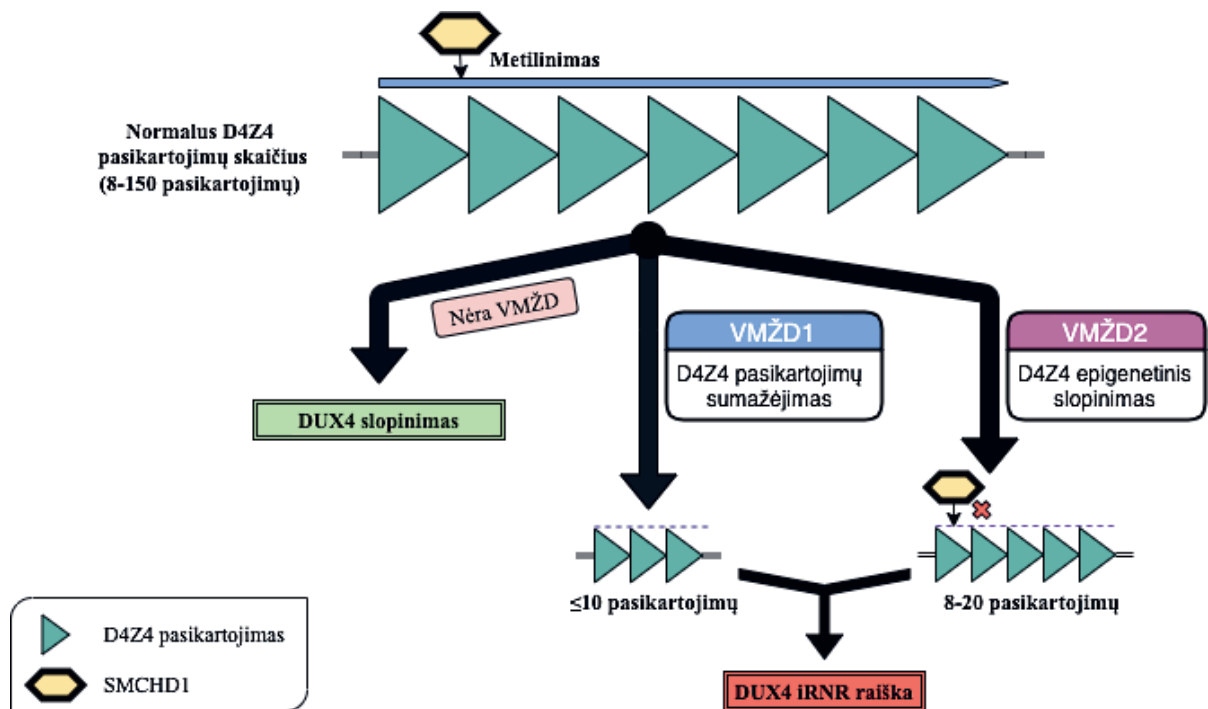 Metilinimas
Normalus D4Z4
pasikartojimų skaičius
(8-150 pasikartojimų)
Nėra VMŽD
VMŽD1
D4Z4 pasikartojimų
sumažėjimas
VMŽD2
D4Z4 epigenetinis
slopinimas
DUX4 slopinimas
≤10 pasikartojimų
8-20 pasikartojimų
D4Z4 pasikartojimas
SMCHD1
DUX4 iRNR raiška